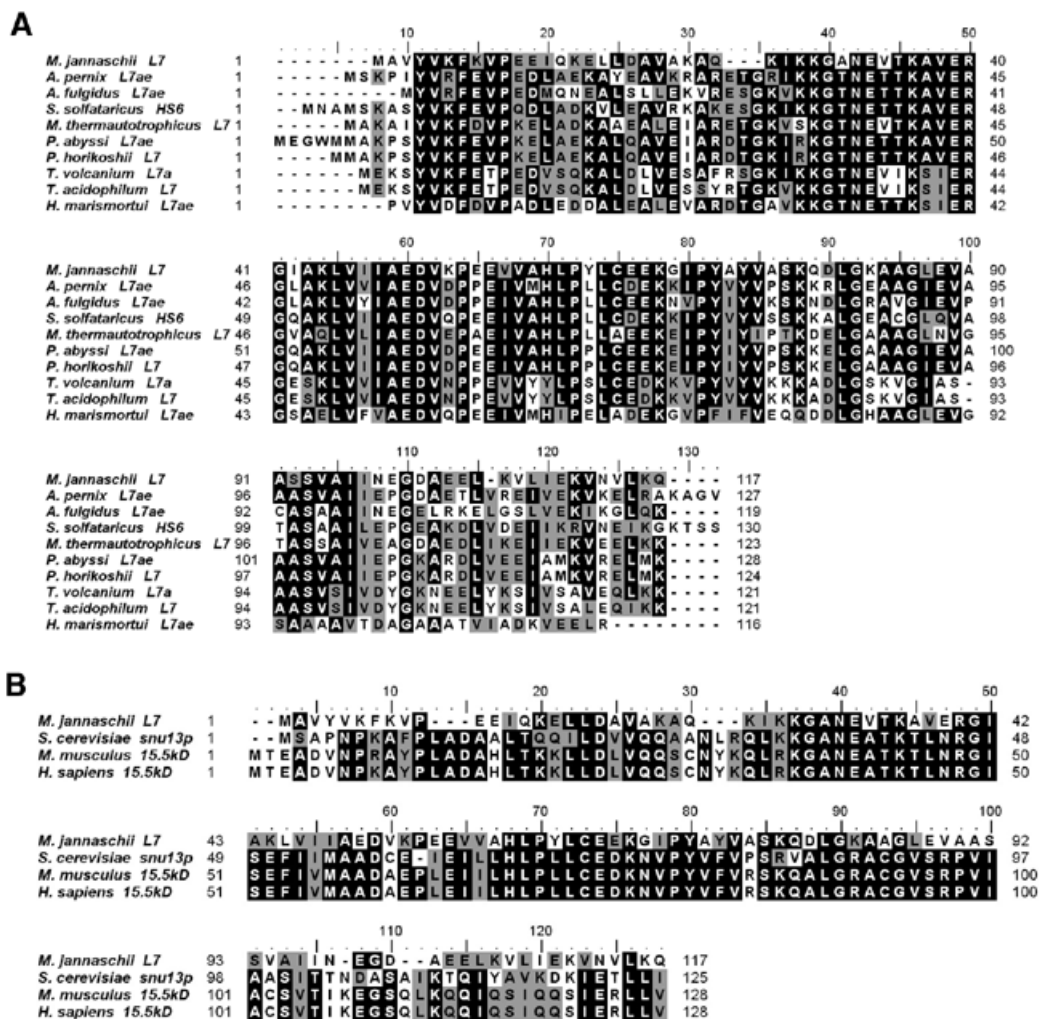 A
10 20 30 40 50
M. jannaschii L7 1 -------MAVYVKFKVPEEIQKELLDAVAKAQ---KIKKGANEVTKAVER 40
A. pernix L7ae 1 -----MSKPIYVRFEVPEDLAEKAYEAVKRARETGRIKKGTNETTKAVER 45
A. fulgidus L7ae 1 ---------MYVRFEVPEDMQNEALSLLEKVRESGKVKKGTNETTKAVER 41
S. solfataricus HS6 1 --MNAMSKASYVKFEVPQDLADKVLEAVRKAKESGKIKKGTNETTKAVER 48
M. thermautotrophicus L7 1 -----MAKAIYVKFDVPKELADKAAEALEIARETGKVSKGTNEVTKAVER 45
P. abyssi L7ae 1 MEGWMMAKPSYVKFEVPKELAEKALQAVEIARDTGKIRKGTNETTKAVER 50
P. horikoshii L7 1 ----MMAKPSYVKFEVPKELAEKALQAVEIARDTGKIRKGTNETTKAVER 46
T. volcanium L7a 1 ------MEKSYVKFETPEDVSQKALDLVESAFRSGKIKKGTNEVIKSIER 44
T. acidophilum L7 1 ------MEKSYVKFEVPEDVSQKALDLVESSYRTGKVKKGTNEVIKSIER 44
H. marismortui L7ae 1 --------PVYVDFDVPADLEDDALEALEVARDTGAVKKGTNETTKSIER 42
60 70 80 90 100
M. jannaschii L7 41 GIAKLVIIAEDVKPEEVVAHLPYLCEEKGIPYAYVASKQDLGKAAGLEVA 90
A. pernix L7ae 46 GLAKLVVIAEDVDPPEIVMHLPLLCDEKKIPYVYVPSKKRLGEAAGIEVA 95
A. fulgidus L7ae 42 GLAKLVYIAEDVDPPEIVAHLPLLCEEKNVPYIYVKSKNDLGRAVGIEVP 91
S. solfataricus HS6 49 GQAKLVIIAEDVQPEEIVAHLPLLCEEKKIPYVYVSSKKALGEACGLQVA 98
M. thermautotrophicus L7 46 GVAQLVLIAEDVEPAEIVAHLPLLAEEKEIPYIYIPTKDELGAAAGLNVG 95
P. abyssi L7ae 51 GQAKLVIIAEDVDPEEIVAHLPPLCEEKEIPYIYVPSKKELGAAAGIEVA 100
P. horikoshii L7 47 GQAKLVIIAEDVDPEEIVAHLPPLCEEKEIPYIYVPSKKELGAAAGIEVA 96
T. volcanium L7a 45 GESKLVVIAEDVNPPEVVYYLPSLCEDKKVPYVYVKKKADLGSKVGIAS- 93
T. acidophilum L7 45 GESKLVVIAEDVNPPEVVYYLPSLCEDKKVPYVYVKKKADLGSKVGIAS- 93
H. marismortui L7ae 43 GSAELVFVAEDVQPEEIVMHIPELADEKGVPFIFVEQQDDLGHAAGLEVG 92
110 120 130
M. jannaschii L7 91 ASSVAIINEGDAEEL-KVLIEKVNVLKQ---- 117
A. pernix L7ae 96 AASVAIIEPGDAETLVREIVEKVKELRAKAGV 127
A. fulgidus L7ae 92 CASAAIINEGELRKELGSLVEKIKGLQK---- 119
S. solfataricus HS6 99 TASAAILEPGEAKDLVDEIIKRVNEIKGKTSS 130
M. thermautotrophicus L7 96 TASSAIVEAGDAEDLIKEIIEKVEELKK---- 123
P. abyssi L7ae 101 AASVAIIEPGKARDLVEEIAMKVRELMK---- 128
P. horikoshii L7 97 AASVAIIEPGKARDLVEEIAMKVRELMK---- 124
T. volcanium L7a 94 AASVSIVDYGKNEELYKSIVSAVEQLKK---- 121
T. acidophilum L7 94 AASVSIVDYGKNEELYKSIVSALEQIKK---- 121
H. marismortui L7ae 93 SAAAAVTDAGAAATVIADKVEELR-------- 116
B
10 20 30 40 50
M. jannaschii L7 1 --MAVYVKFKVP---EEIQKELLDAVAKAQ---KIKKGANEVTKAVERGI 42
S. cerevisiae snu13p 1 --MSAPNPKAFPLADAALTQQILDVVQQAANLRQLKKGANEATKTLNRGI 48
M. musculus 15.5kD 1 MTEADVNPRAYPLADAHLTKKLLDLVQQSCNYKQLRKGANEATKTLNRGI 50
H. sapiens 15.5kD 1 MTEADVNPKAYPLADAHLTKKLLDLVQQSCNYKQLRKGANEATKTLNRGI 50
60 70 80 90 100
M. jannaschii L7 43 AKLVIIAEDVKPEEVVAHLPYLCEEKGIPYAYVASKQDLGKAAGLEVAAS 92
S. cerevisiae snu13p 49 SEFIIMAADCE-IEILLHLPLLCEDKNVPYVFVPSRVALGRACGVSRPVI 97
M. musculus 15.5kD 51 SEFIVMAADAEPLEIILHLPLLCEDKNVPYVFVRSKQALGRACGVSRPVI 100
H. sapiens 15.5kD 51 SEFIVMAADAEPLEIILHLPLLCEDKNVPYVFVRSKQALGRACGVSRPVI 100
110 120
M. jannaschii L7 93 SVAIIN-EGD-AEELKVLIEKVNVLKQ 117
S. cerevisiae snu13p 98 AASITTNDASAIKTQIYAVKDKIETLLI 125
M. musculus 15.5kD 101 ACSVTIKEGSQLKQQIQSIQQSIERLLV 128
H. sapiens 15.5kD 101 ACSVTIKEGSQLKQQIQSIQQSIERLLV 128